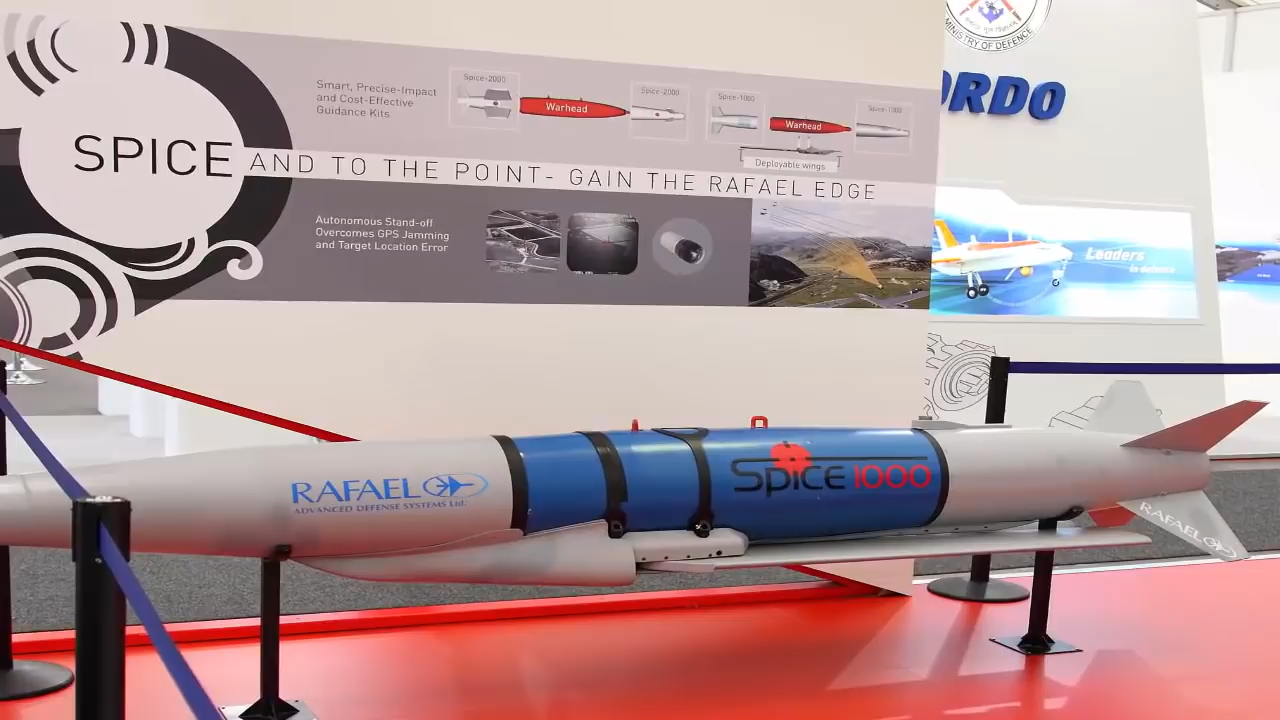 Smart, Precise-Impact
and Cost-Effective
Guidance Kits
Spice-2000
Warhead
Spice-2000
Spice-1000
Warhead
Spice-1000
Deployable wings
SPICE AND TO THE POINT- GAIN THE RAFAEL EDGE
Autonomous Stand-off
Overcomes GPS Jamming
and Target Location Error
MINISTRY OF DEFENCE
DRDO
Leaders
in defence
RAFAEL
ADVANCED DEFENSE SYSTEMS Ltd.
SPICE 1000
RAFAEL